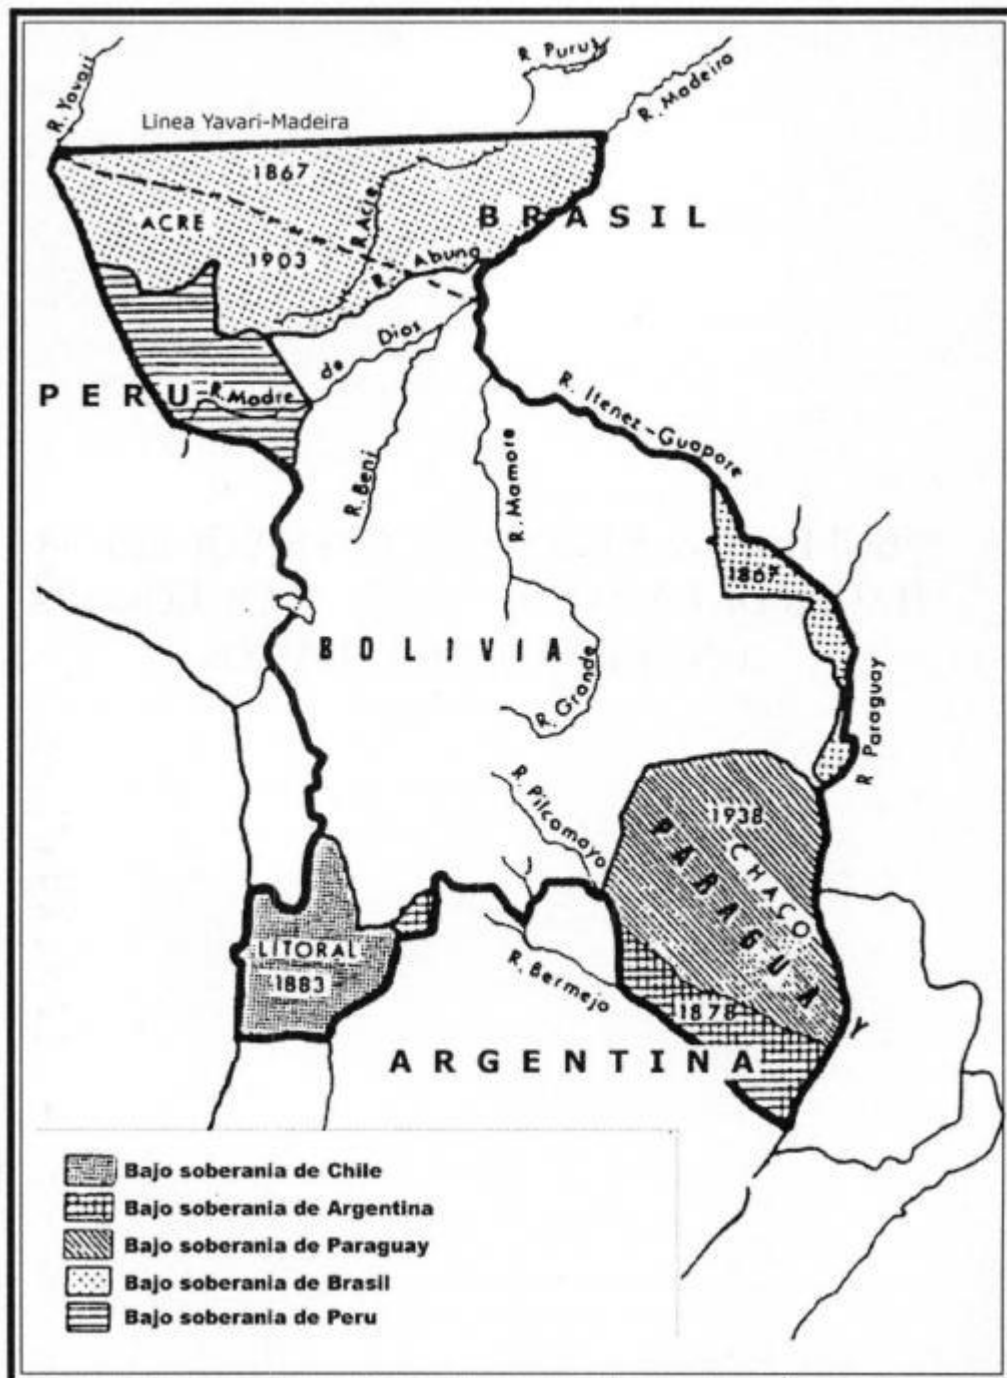 R. Yavari
R. Purus
R. Madeira
Linea Yavari-Madeira
1867
ACRE
R. Acre
BRASIL
1903
R. Abuna
R. Madre de Dios
PERU
R. Itenez-Guapore
R. Beni
R. Mamore
1867
BOLIVIA
R. Grande
R. Paraguay
R. Pilcomayo
1938
CHACO
PARAGUAY
LITORAL
1883
R. Bermejo
1878
ARGENTINA
Bajo soberania de Chile
Bajo soberania de Argentina
Bajo soberania de Paraguay
Bajo soberania de Brasil
Bajo soberania de Peru